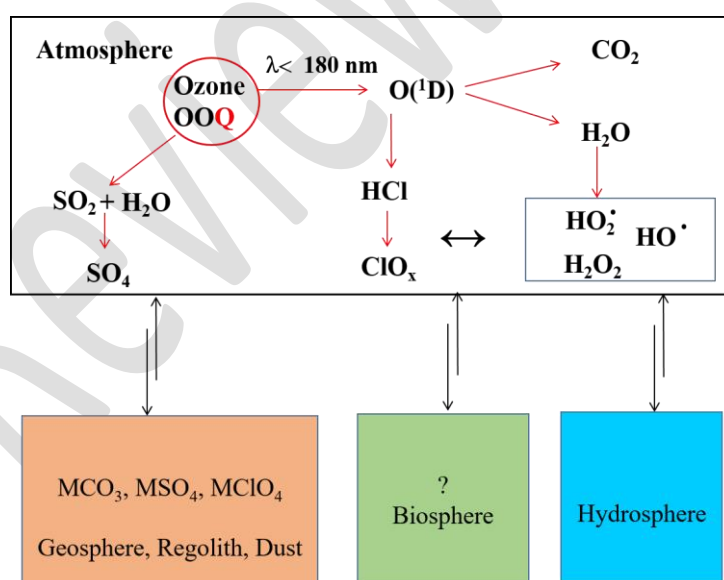 Atmosphere
Ozone
OOQ
λ< 180 nm
O(¹D)
CO₂
H₂O
SO₂ + H₂O
SO₄
HCl
ClOₓ
HO₂˙
HO˙
H₂O₂
MCO₃, MSO₄, MClO₄
Geosphere, Regolith, Dust
?
Biosphere
Hydrosphere